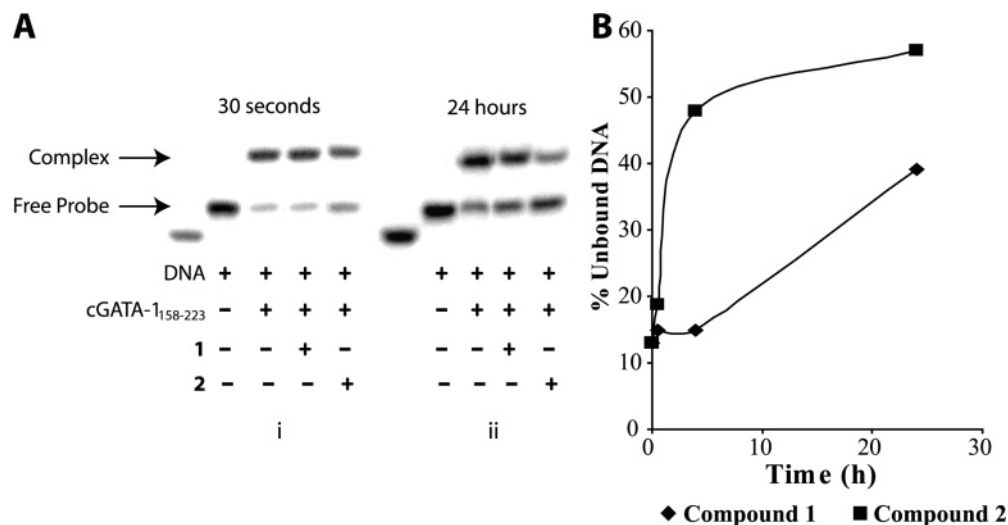 A
30 seconds
24 hours
Complex
Free Probe
DNA + + + + + + + +
cGATA-1₁₅₈₋₂₂₃ – + + + – + + +
1 – – + – – – + –
2 – – – + – – – +
i
ii
B
% Unbound DNA
60
50
40
30
20
10
0
0 10 20 30
Time (h)
Compound 1 Compound 2